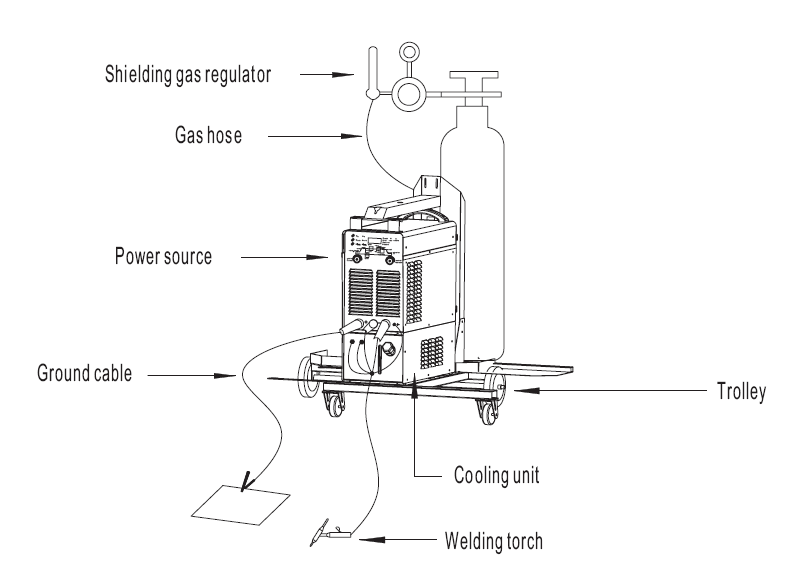 Shielding gas regulator
Gas hose
Power source
Ground cable
Trolley
Cooling unit
Welding torch